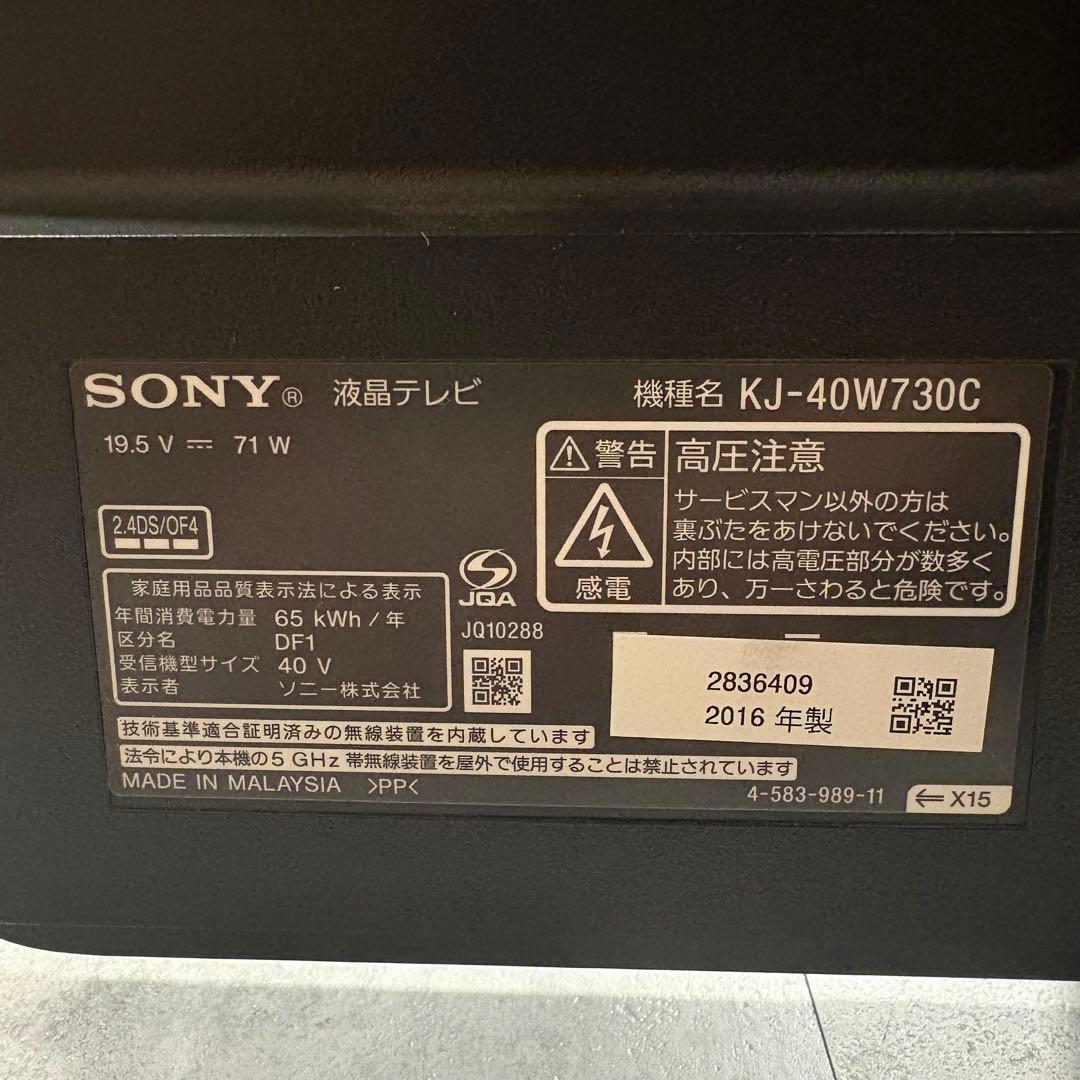 SONY® 液晶テレビ
機種名 KJ-40W730C
19.5 V 71 W
警告
高圧注意
サービスマン以外の方は
裏ぶたをあけないでください。
内部には高電圧部分が数多く
あり、万一さわると危険です。
感電
2.4DS/OF4
家庭用品品質表示法による表示
年間消費電力量 65 kWh / 年
区分名 DF1
受信機型サイズ 40 V
表示者 ソニー株式会社
JQA
JQ10288
2836409
2016 年製
技術基準適合証明済みの無線装置を内蔵しています
法令により本機の5 GHz 帯無線装置を屋外で使用することは禁止されています
MADE IN MALAYSIA >PP<
4-583-989-11
X15